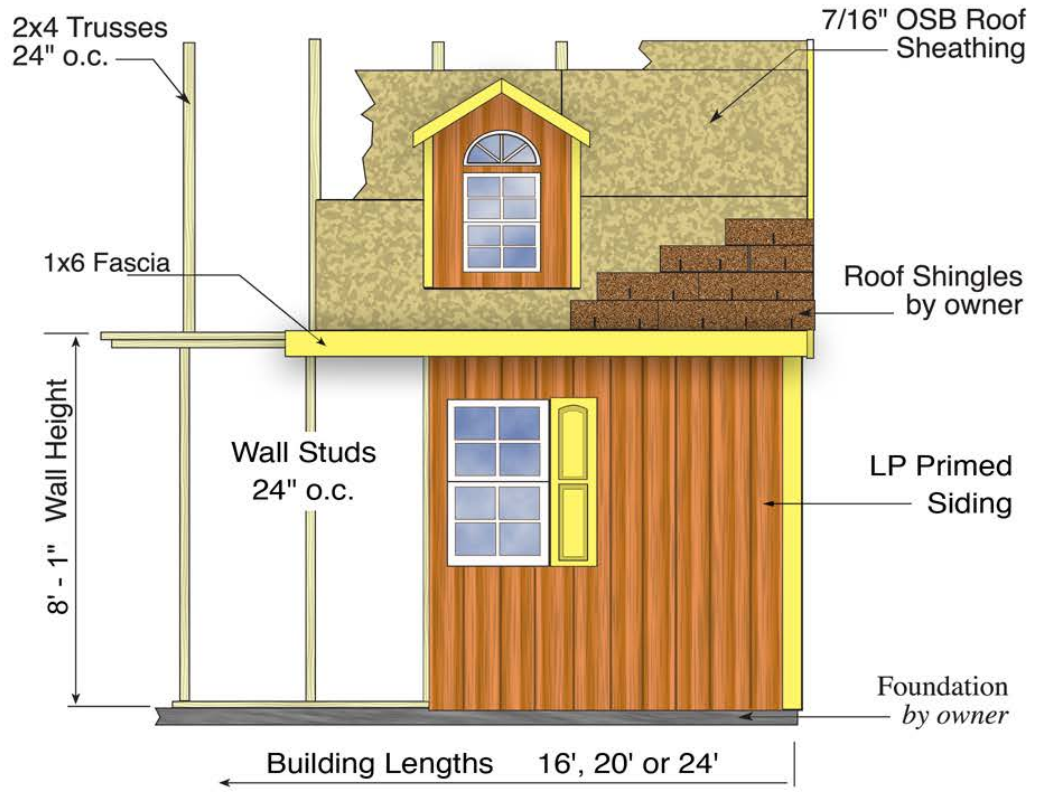 2x4 Trusses
24" o.c.
7/16" OSB Roof
Sheathing
1x6 Fascia
Roof Shingles
by owner
8' - 1" Wall Height
Wall Studs
24" o.c.
LP Primed
Siding
Foundation
by owner
Building Lengths 16', 20' or 24'